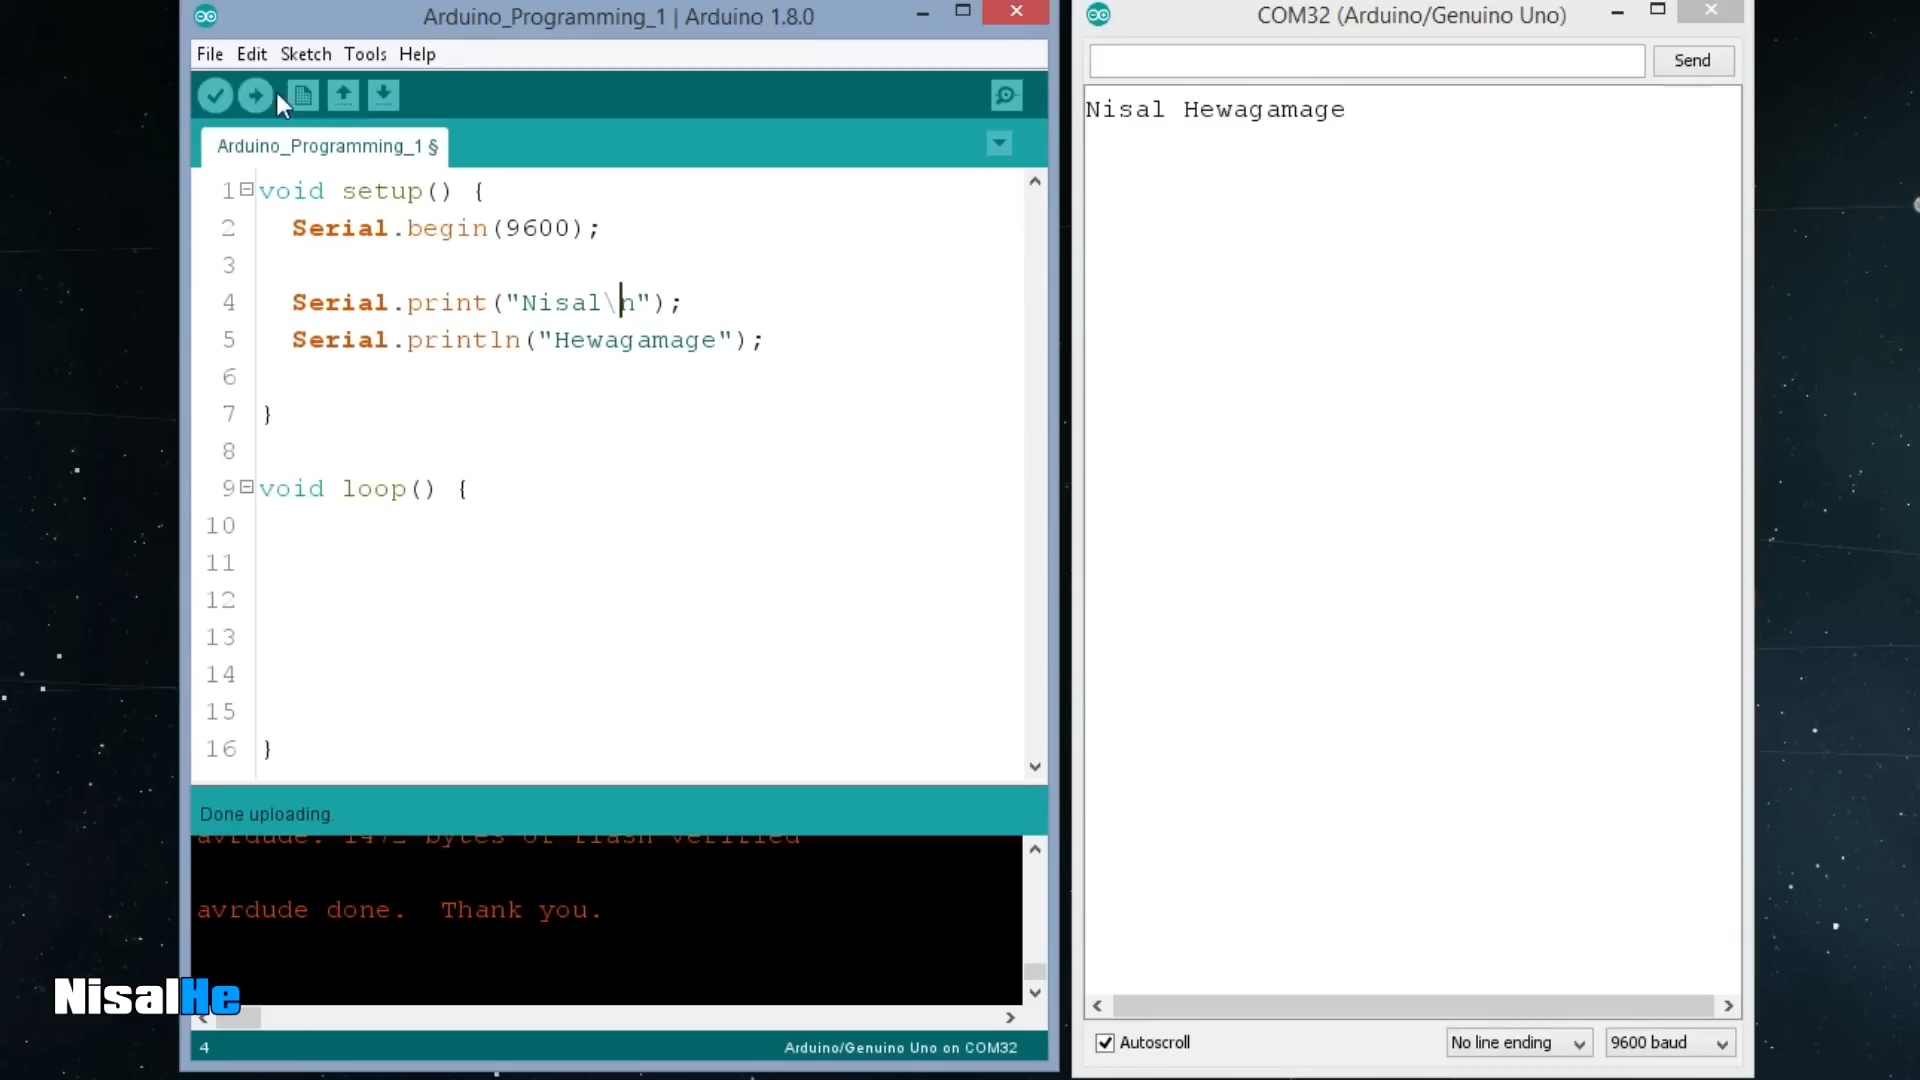 Arduino_Programming_1 | Arduino 1.8.0
File Edit Sketch Tools Help
Arduino_Programming_1 §
1 void setup() {
2 Serial.begin(9600);
3
4 Serial.print("Nisal\n");
5 Serial.println("Hewagamage");
6
7 }
8
9 void loop() {
10
11
12
13
14
15
16 }
Done uploading.
avrdude: 1472 bytes of flash verified
avrdude done.  Thank you.
4
Arduino/Genuino Uno on COM32
COM32 (Arduino/Genuino Uno)
Send
Nisal Hewagamage
Autoscroll
No line ending
9600 baud
NisalHe